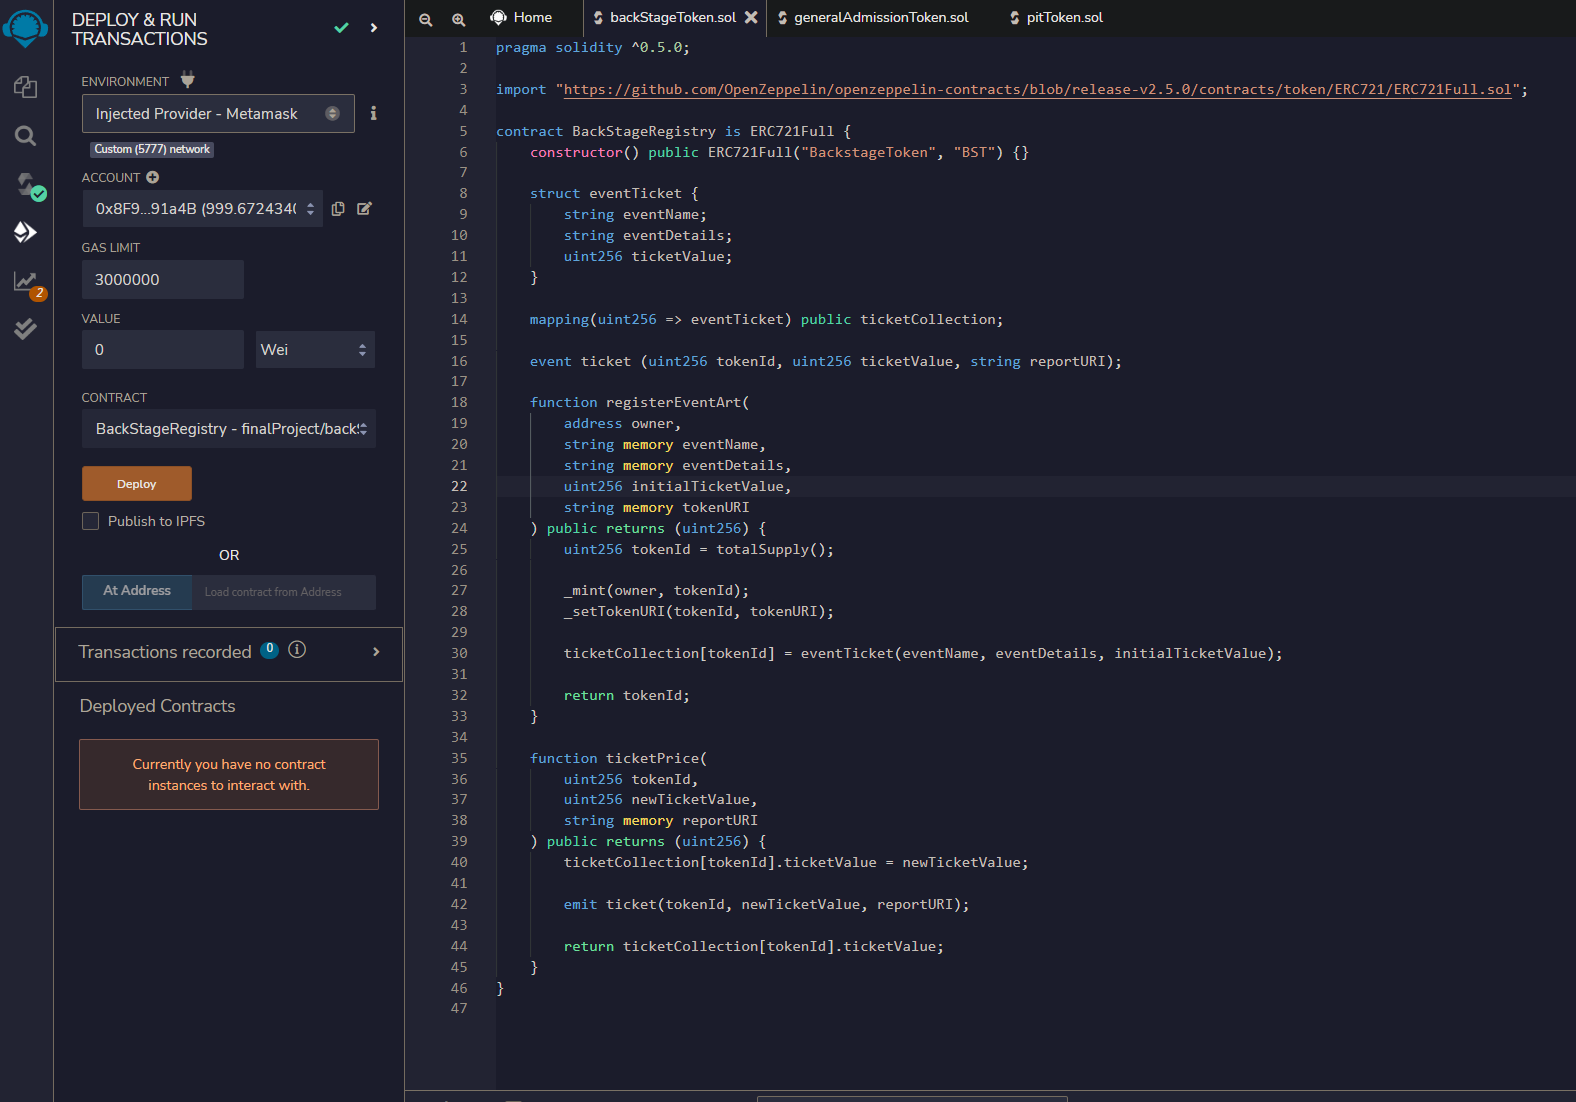 DEPLOY & RUN
TRANSACTIONS
ENVIRONMENT
Injected Provider - Metamask
Custom (5777) network
ACCOUNT
0x8F9...91a4B (999.6724340
GAS LIMIT
3000000
VALUE
0
Wei
CONTRACT
BackStageRegistry - finalProject/back
Deploy
Publish to IPFS
OR
At Address
Load contract from Address
Transactions recorded 0
Deployed Contracts
Currently you have no contract
instances to interact with.
2
Home
backStageToken.sol
generalAdmissionToken.sol
pitToken.sol
1 pragma solidity ^0.5.0;
2
3 import "https://github.com/OpenZeppelin/openzeppelin-contracts/blob/release-v2.5.0/contracts/token/ERC721/ERC721Full.sol";
4
5 contract BackStageRegistry is ERC721Full {
6 constructor() public ERC721Full("BackstageToken", "BST") {}
7
8 struct eventTicket {
9 string eventName;
10 string eventDetails;
11 uint256 ticketValue;
12 }
13
14 mapping(uint256 => eventTicket) public ticketCollection;
15
16 event ticket (uint256 tokenId, uint256 ticketValue, string reportURI);
17
18 function registerEventArt(
19 address owner,
20 string memory eventName,
21 string memory eventDetails,
22 uint256 initialTicketValue,
23 string memory tokenURI
24 ) public returns (uint256) {
25 uint256 tokenId = totalSupply();
26
27 _mint(owner, tokenId);
28 _setTokenURI(tokenId, tokenURI);
29
30 ticketCollection[tokenId] = eventTicket(eventName, eventDetails, initialTicketValue);
31
32 return tokenId;
33 }
34
35 function ticketPrice(
36 uint256 tokenId,
37 uint256 newTicketValue,
38 string memory reportURI
39 ) public returns (uint256) {
40 ticketCollection[tokenId].ticketValue = newTicketValue;
41
42 emit ticket(tokenId, newTicketValue, reportURI);
43
44 return ticketCollection[tokenId].ticketValue;
45 }
46 }
47